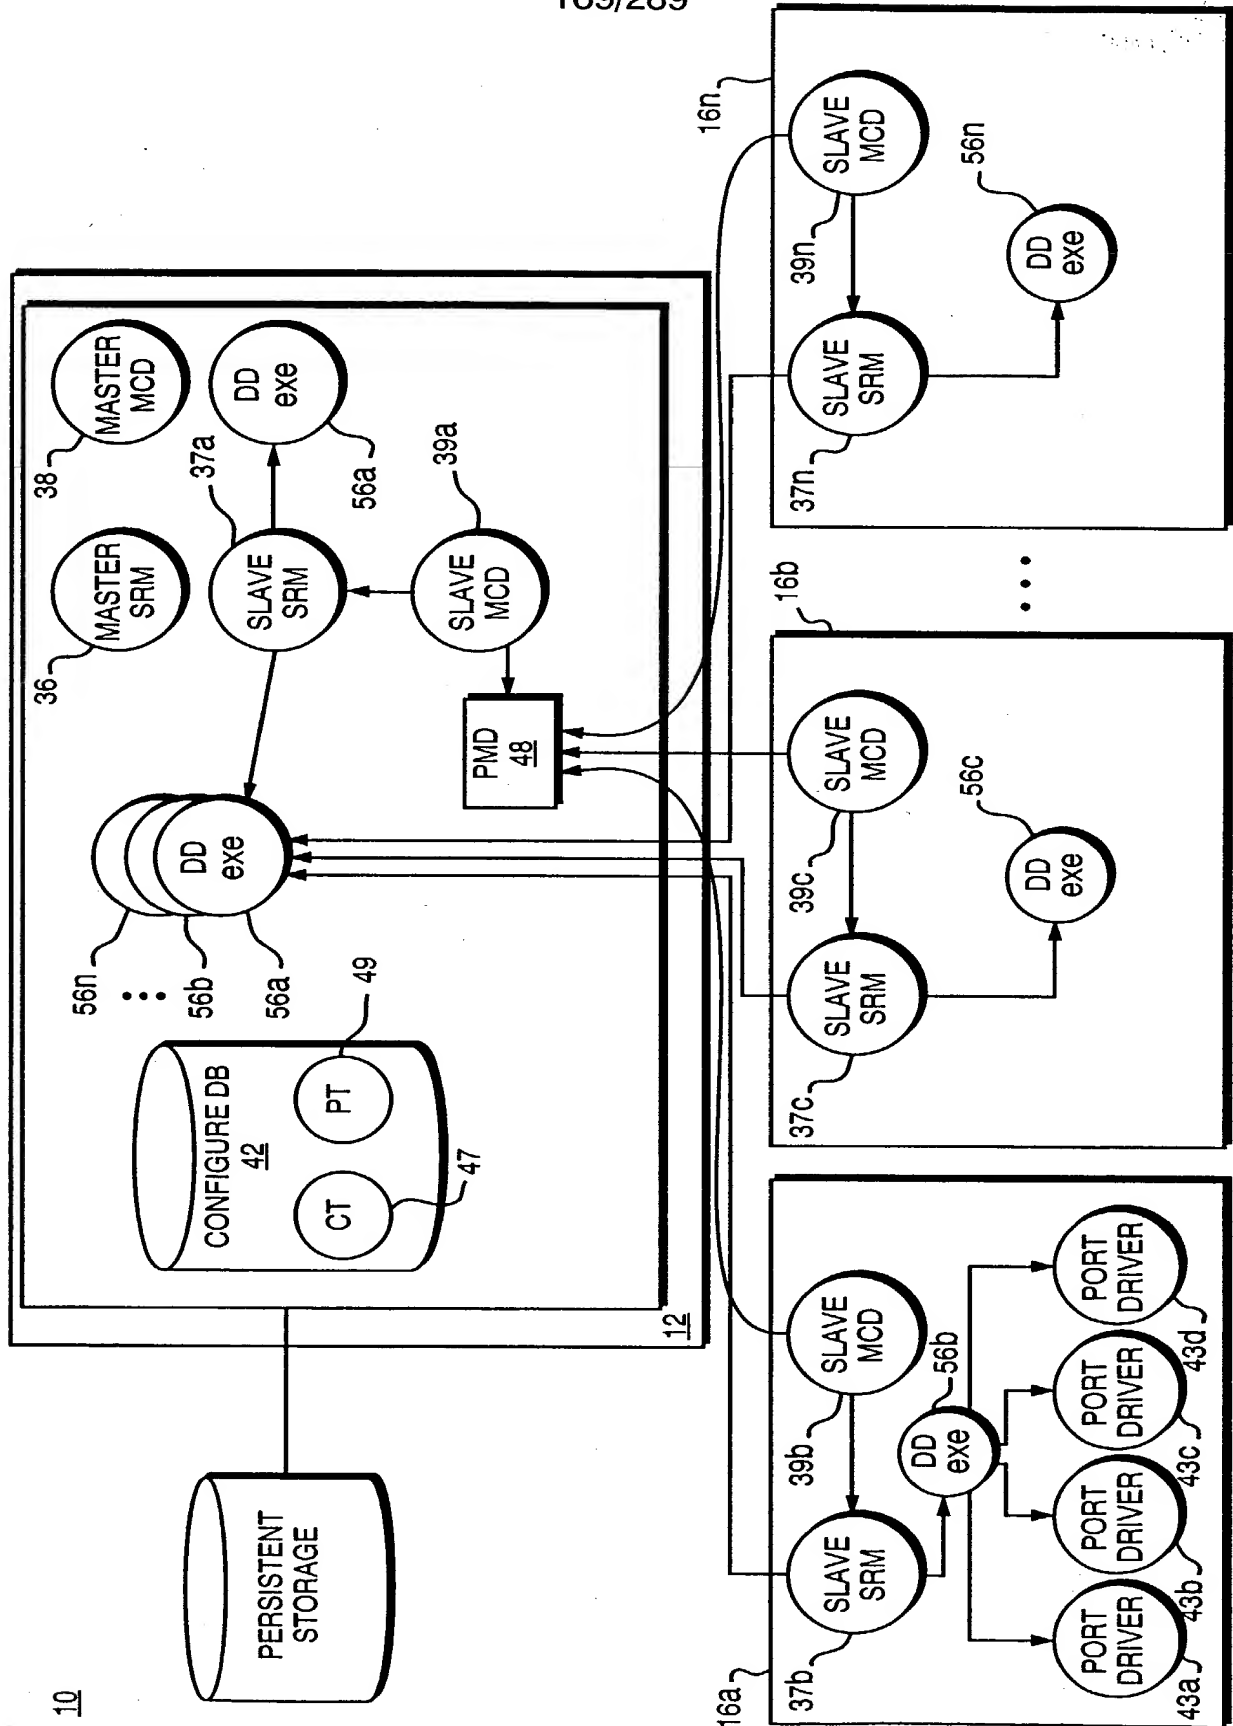 169/289
10
PERSISTENT
STORAGE
12
CONFIGURE DB
42
CT
PT
47
49
56n
56b
56a
DD
exe
36
MASTER
SRM
38
MASTER
MCD
37a
SLAVE
SRM
DD
exe
56a
39a
SLAVE
MCD
PMD
48
16a
37b
SLAVE
SRM
39b
SLAVE
MCD
DD
exe
56b
PORT
DRIVER
43a
PORT
DRIVER
43b
PORT
DRIVER
43c
PORT
DRIVER
43d
16b
37c
SLAVE
SRM
39c
SLAVE
MCD
DD
exe
56c
16n
37n
SLAVE
SRM
39n
SLAVE
MCD
DD
exe
56n